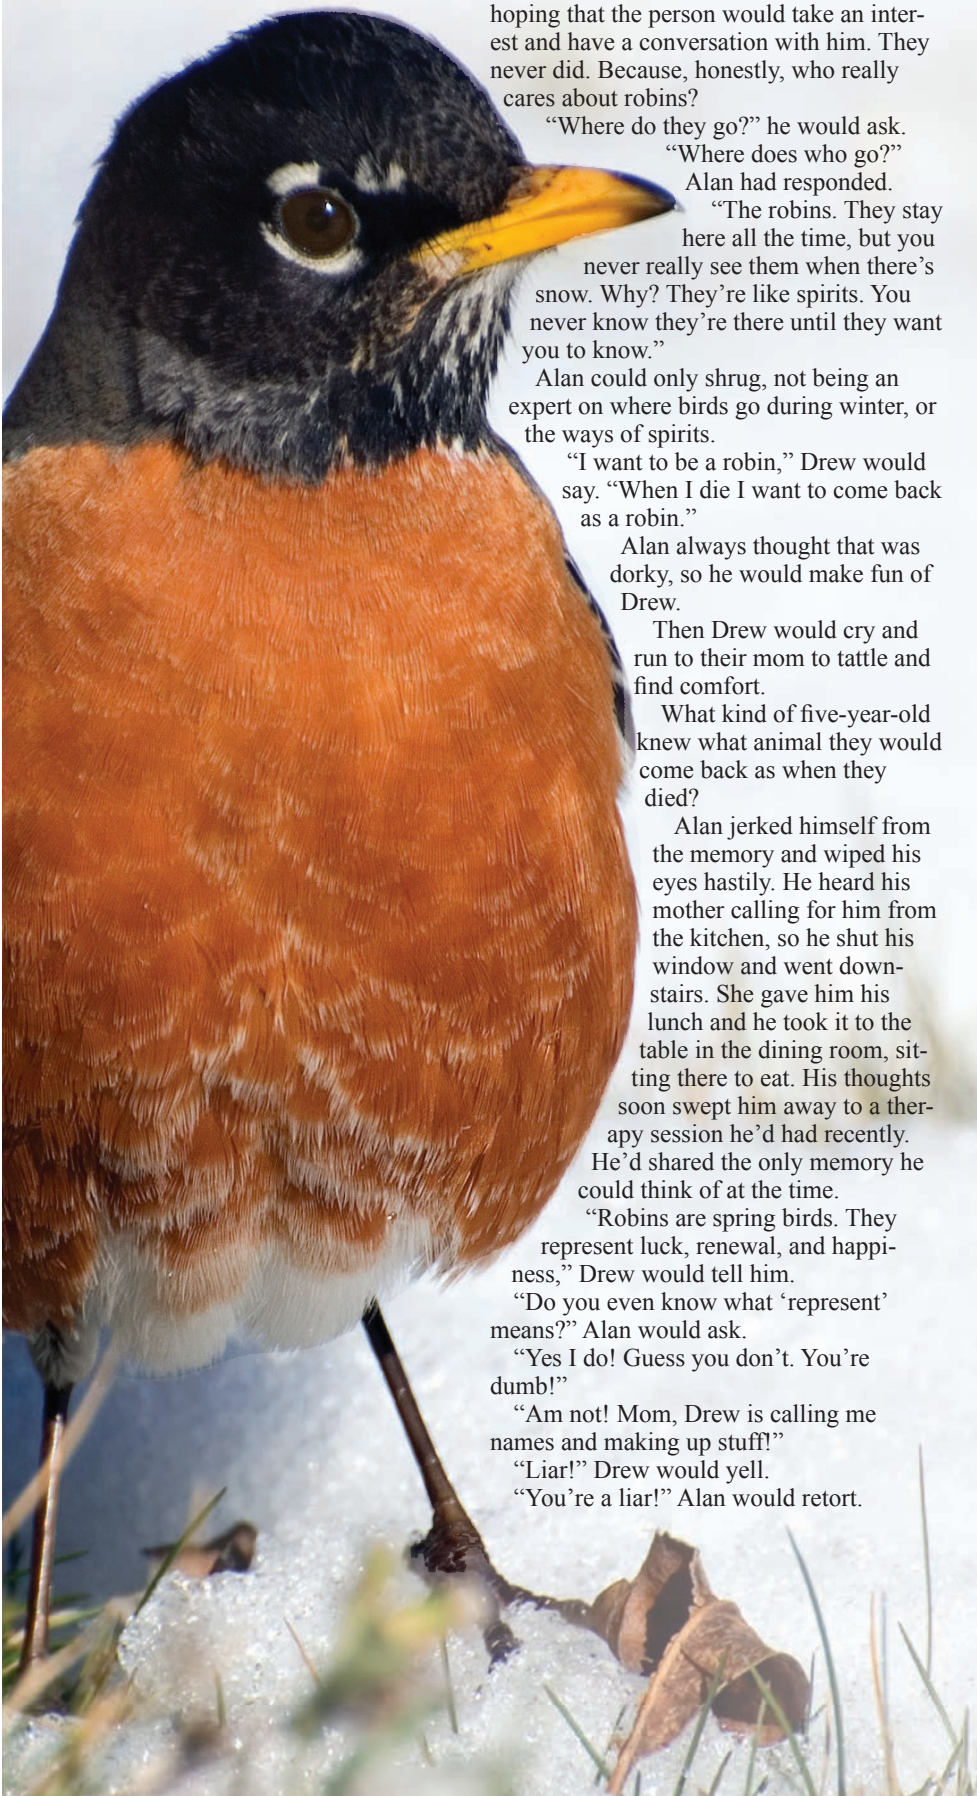 hoping that the person would take an inter-
est and have a conversation with him. They
never did. Because, honestly, who really
cares about robins?
“Where do they go?” he would ask.
“Where does who go?”
Alan had responded.
“The robins. They stay
here all the time, but you
never really see them when there’s
snow. Why? They’re like spirits. You
never know they’re there until they want
you to know.”
Alan could only shrug, not being an
expert on where birds go during winter, or
the ways of spirits.
“I want to be a robin,” Drew would
say. “When I die I want to come back
as a robin.”
Alan always thought that was
dorky, so he would make fun of
Drew.
Then Drew would cry and
run to their mom to tattle and
find comfort.
What kind of five-year-old
knew what animal they would
come back as when they
died?
Alan jerked himself from
the memory and wiped his
eyes hastily. He heard his
mother calling for him from
the kitchen, so he shut his
window and went down-
stairs. She gave him his
lunch and he took it to the
table in the dining room, sit-
ting there to eat. His thoughts
soon swept him away to a ther-
apy session he’d had recently.
He’d shared the only memory he
could think of at the time.
“Robins are spring birds. They
represent luck, renewal, and happi-
ness,” Drew would tell him.
“Do you even know what ‘represent’
means?” Alan would ask.
“Yes I do! Guess you don’t. You’re
dumb!”
“Am not! Mom, Drew is calling me
names and making up stuff!”
“Liar!” Drew would yell.
“You’re a liar!” Alan would retort.